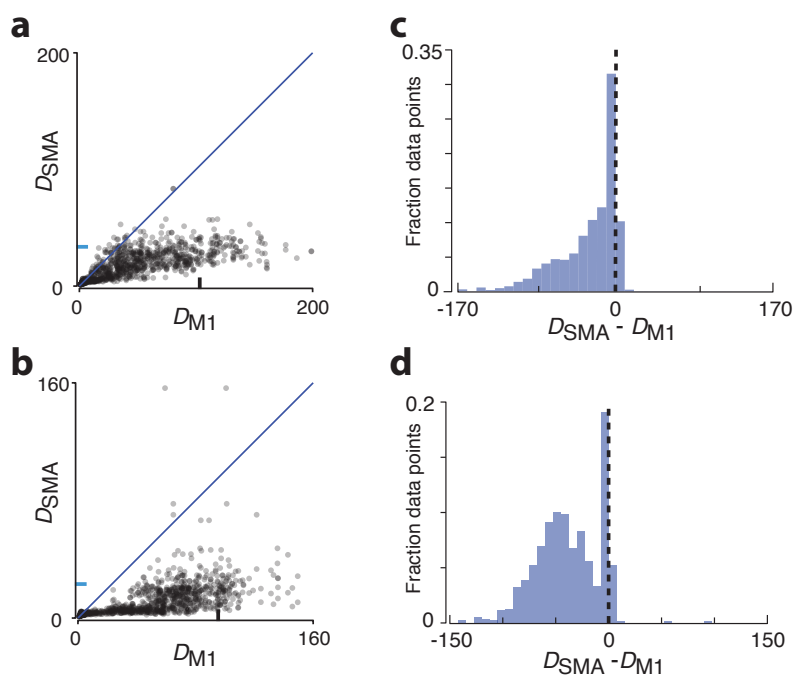 a
200
DSMA
0
0
DM1
200
c
0.35
Fraction data points
0
-170
0
170
DSMA - DM1
b
160
DSMA
0
0
DM1
160
d
0.2
Fraction data points
0
-150
0
150
DSMA -DM1